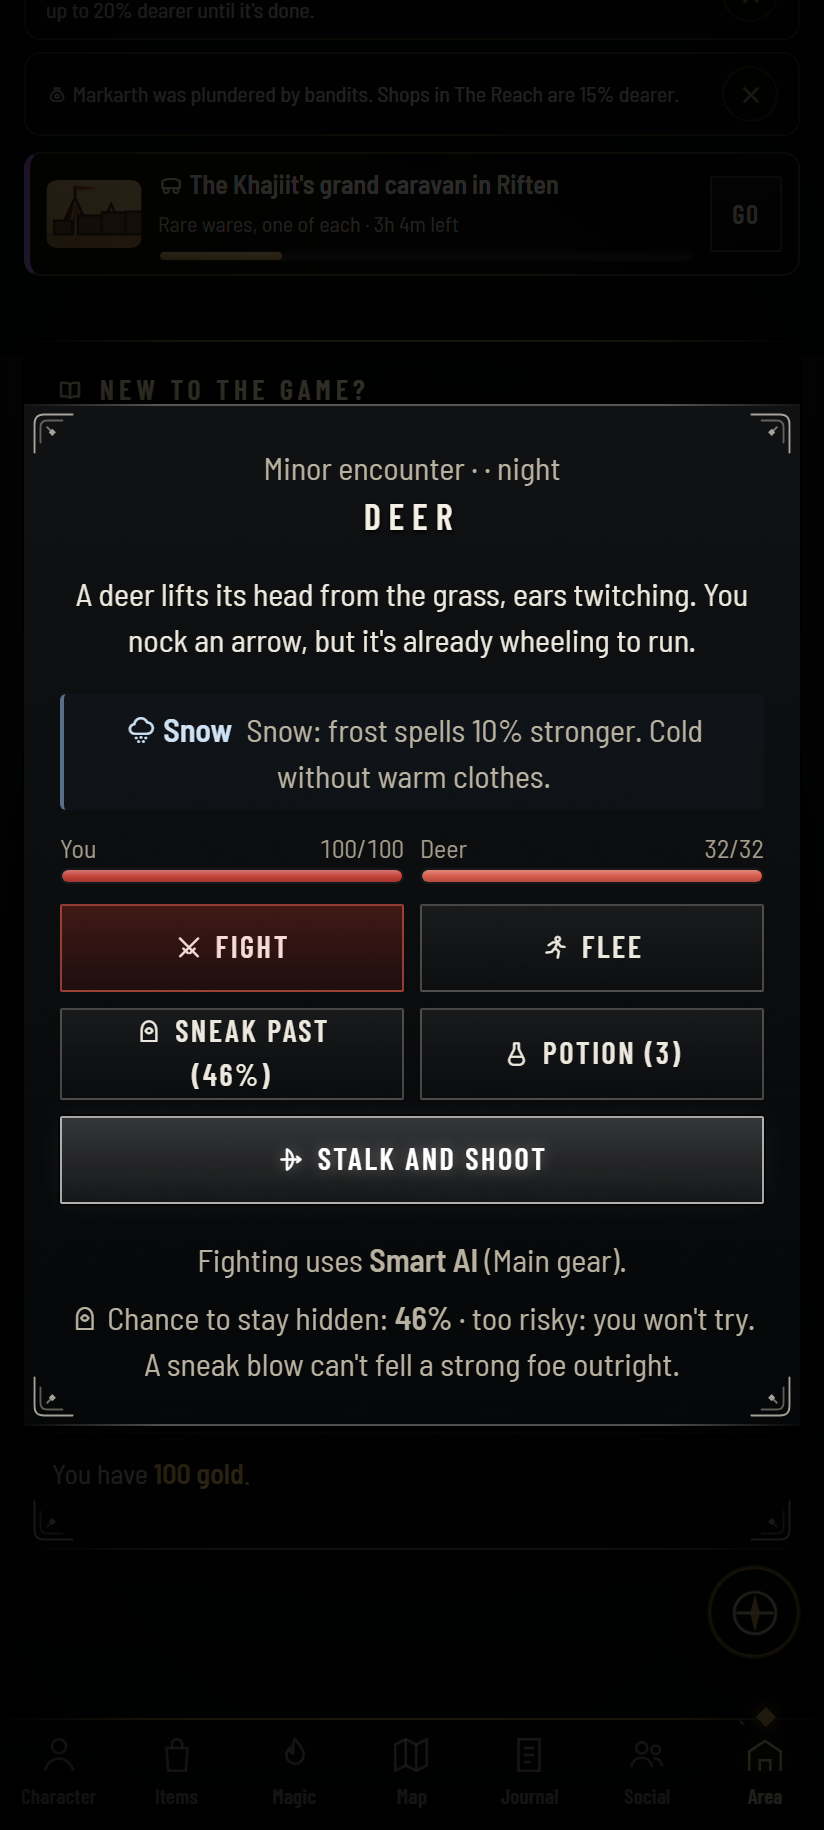 up to 20% dearer until it's done.
Markarth was plundered by bandits. Shops in The Reach are 15% dearer.
The Khajiit's grand caravan in Riften
Rare wares, one of each · 3h 4m left
GO
NEW TO THE GAME?
Minor encounter · · night
DEER
A deer lifts its head from the grass, ears twitching. You
nock an arrow, but it's already wheeling to run.
Snow Snow: frost spells 10% stronger. Cold
without warm clothes.
You 100/100 Deer 32/32
FIGHT
FLEE
SNEAK PAST
(46%)
POTION (3)
STALK AND SHOOT
Fighting uses Smart AI (Main gear).
Chance to stay hidden: 46% · too risky: you won't try.
A sneak blow can't fell a strong foe outright.
You have 100 gold.
Character Items Magic Map Journal Social Area